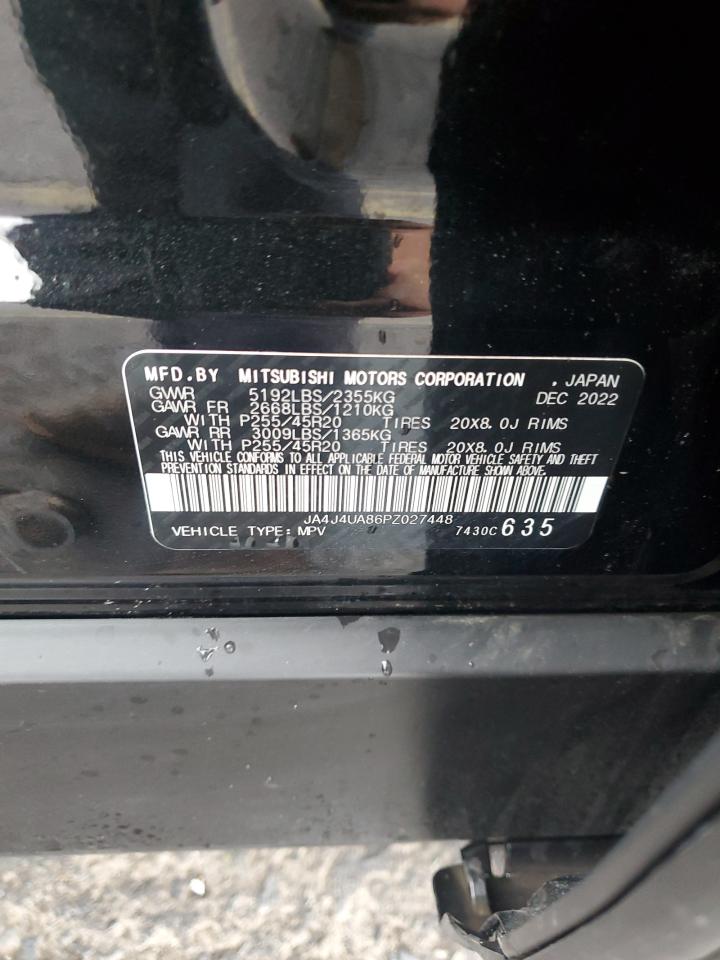 MFD.BY MITSUBISHI MOTORS CORPORATION , JAPAN
GVWR 5192LBS/2355KG DEC 2022
GAWR FR 2668LBS/1210KG
WITH P255/45R20 TIRES 20X8.0J RIMS
GAWR RR 3009LBS/1365KG
WITH P255/45R20 TIRES 20X8.0J RIMS
THIS VEHICLE CONFORMS TO ALL APPLICABLE FEDERAL MOTOR VEHICLE SAFETY AND THEFT
PREVENTION STANDARDS IN EFFECT ON THE DATE OF MANUFACTURE SHOWN ABOVE.
JA4J4UA86PZ027448
VEHICLE TYPE:MPV 7430C 635